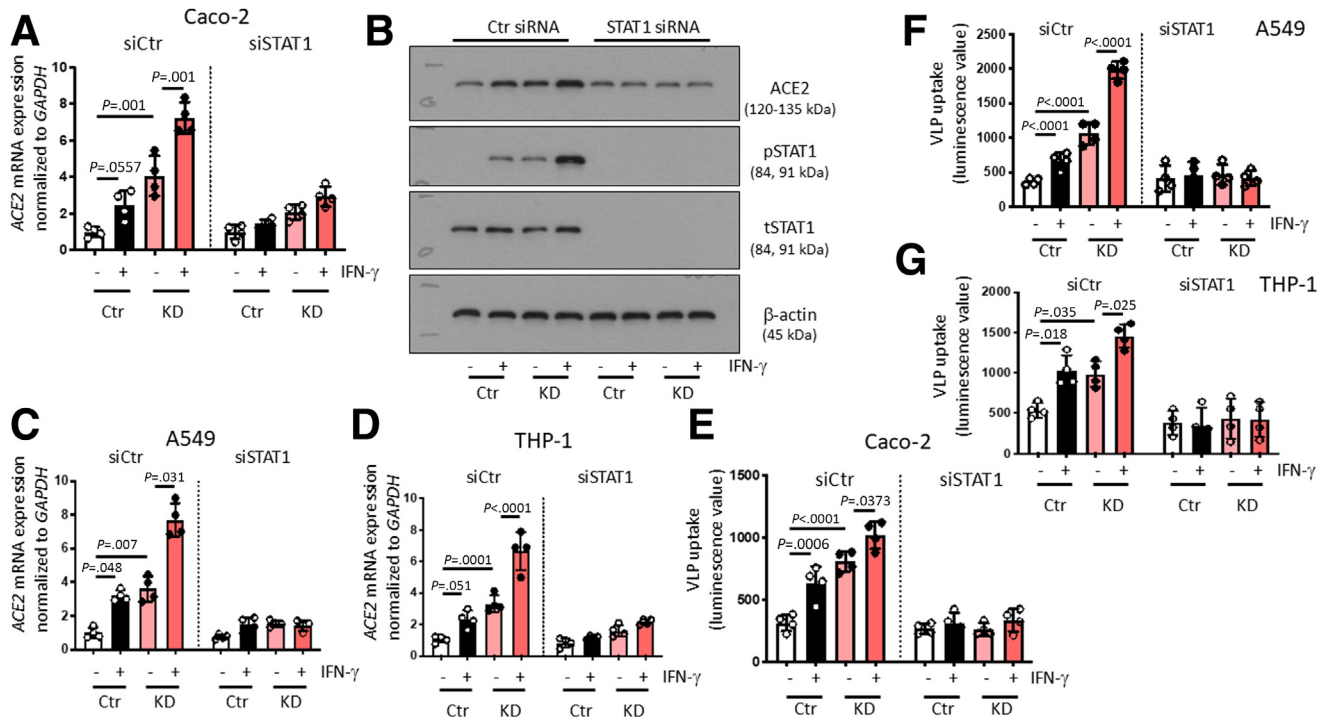 A
Caco-2
siCtr
siSTAT1
ACE2 mRNA expression
normalized to GAPDH
10
8
6
4
2
0
P=.001
P=.001
P=.0557
- + - + - + - + IFN-γ
Ctr KD Ctr KD
B
Ctr siRNA STAT1 siRNA
ACE2
(120-135 kDa)
pSTAT1
(84, 91 kDa)
tSTAT1
(84, 91 kDa)
β-actin
(45 kDa)
- + - + - + - + IFN-γ
Ctr KD Ctr KD
C
A549
siCtr
siSTAT1
ACE2 mRNA expression
normalized to GAPDH
10
8
6
4
2
0
P=.031
P=.007
P=.048
- + - + - + - + IFN-γ
Ctr KD Ctr KD
D
THP-1
siCtr
siSTAT1
ACE2 mRNA expression
normalized to GAPDH
10
8
6
4
2
0
P<.0001
P=.0001
P=.051
- + - + - + - + IFN-γ
Ctr KD Ctr KD
E
Caco-2
siCtr
siSTAT1
VLP uptake
(luminescence value)
1500
1000
500
0
P=.0373
P<.0001
P=.0006
- + - + - + - + IFN-γ
Ctr KD Ctr KD
F
A549
siCtr
siSTAT1
VLP uptake
(luminescence value)
2500
2000
1500
1000
500
0
P<.0001
P<.0001
P<.0001
- + - + - + - + IFN-γ
Ctr KD Ctr KD
G
THP-1
siCtr
siSTAT1
VLP uptake
(luminescence value)
2000
1500
1000
500
0
P=.025
P=.035
P=.018
- + - + - + - + IFN-γ
Ctr KD Ctr KD